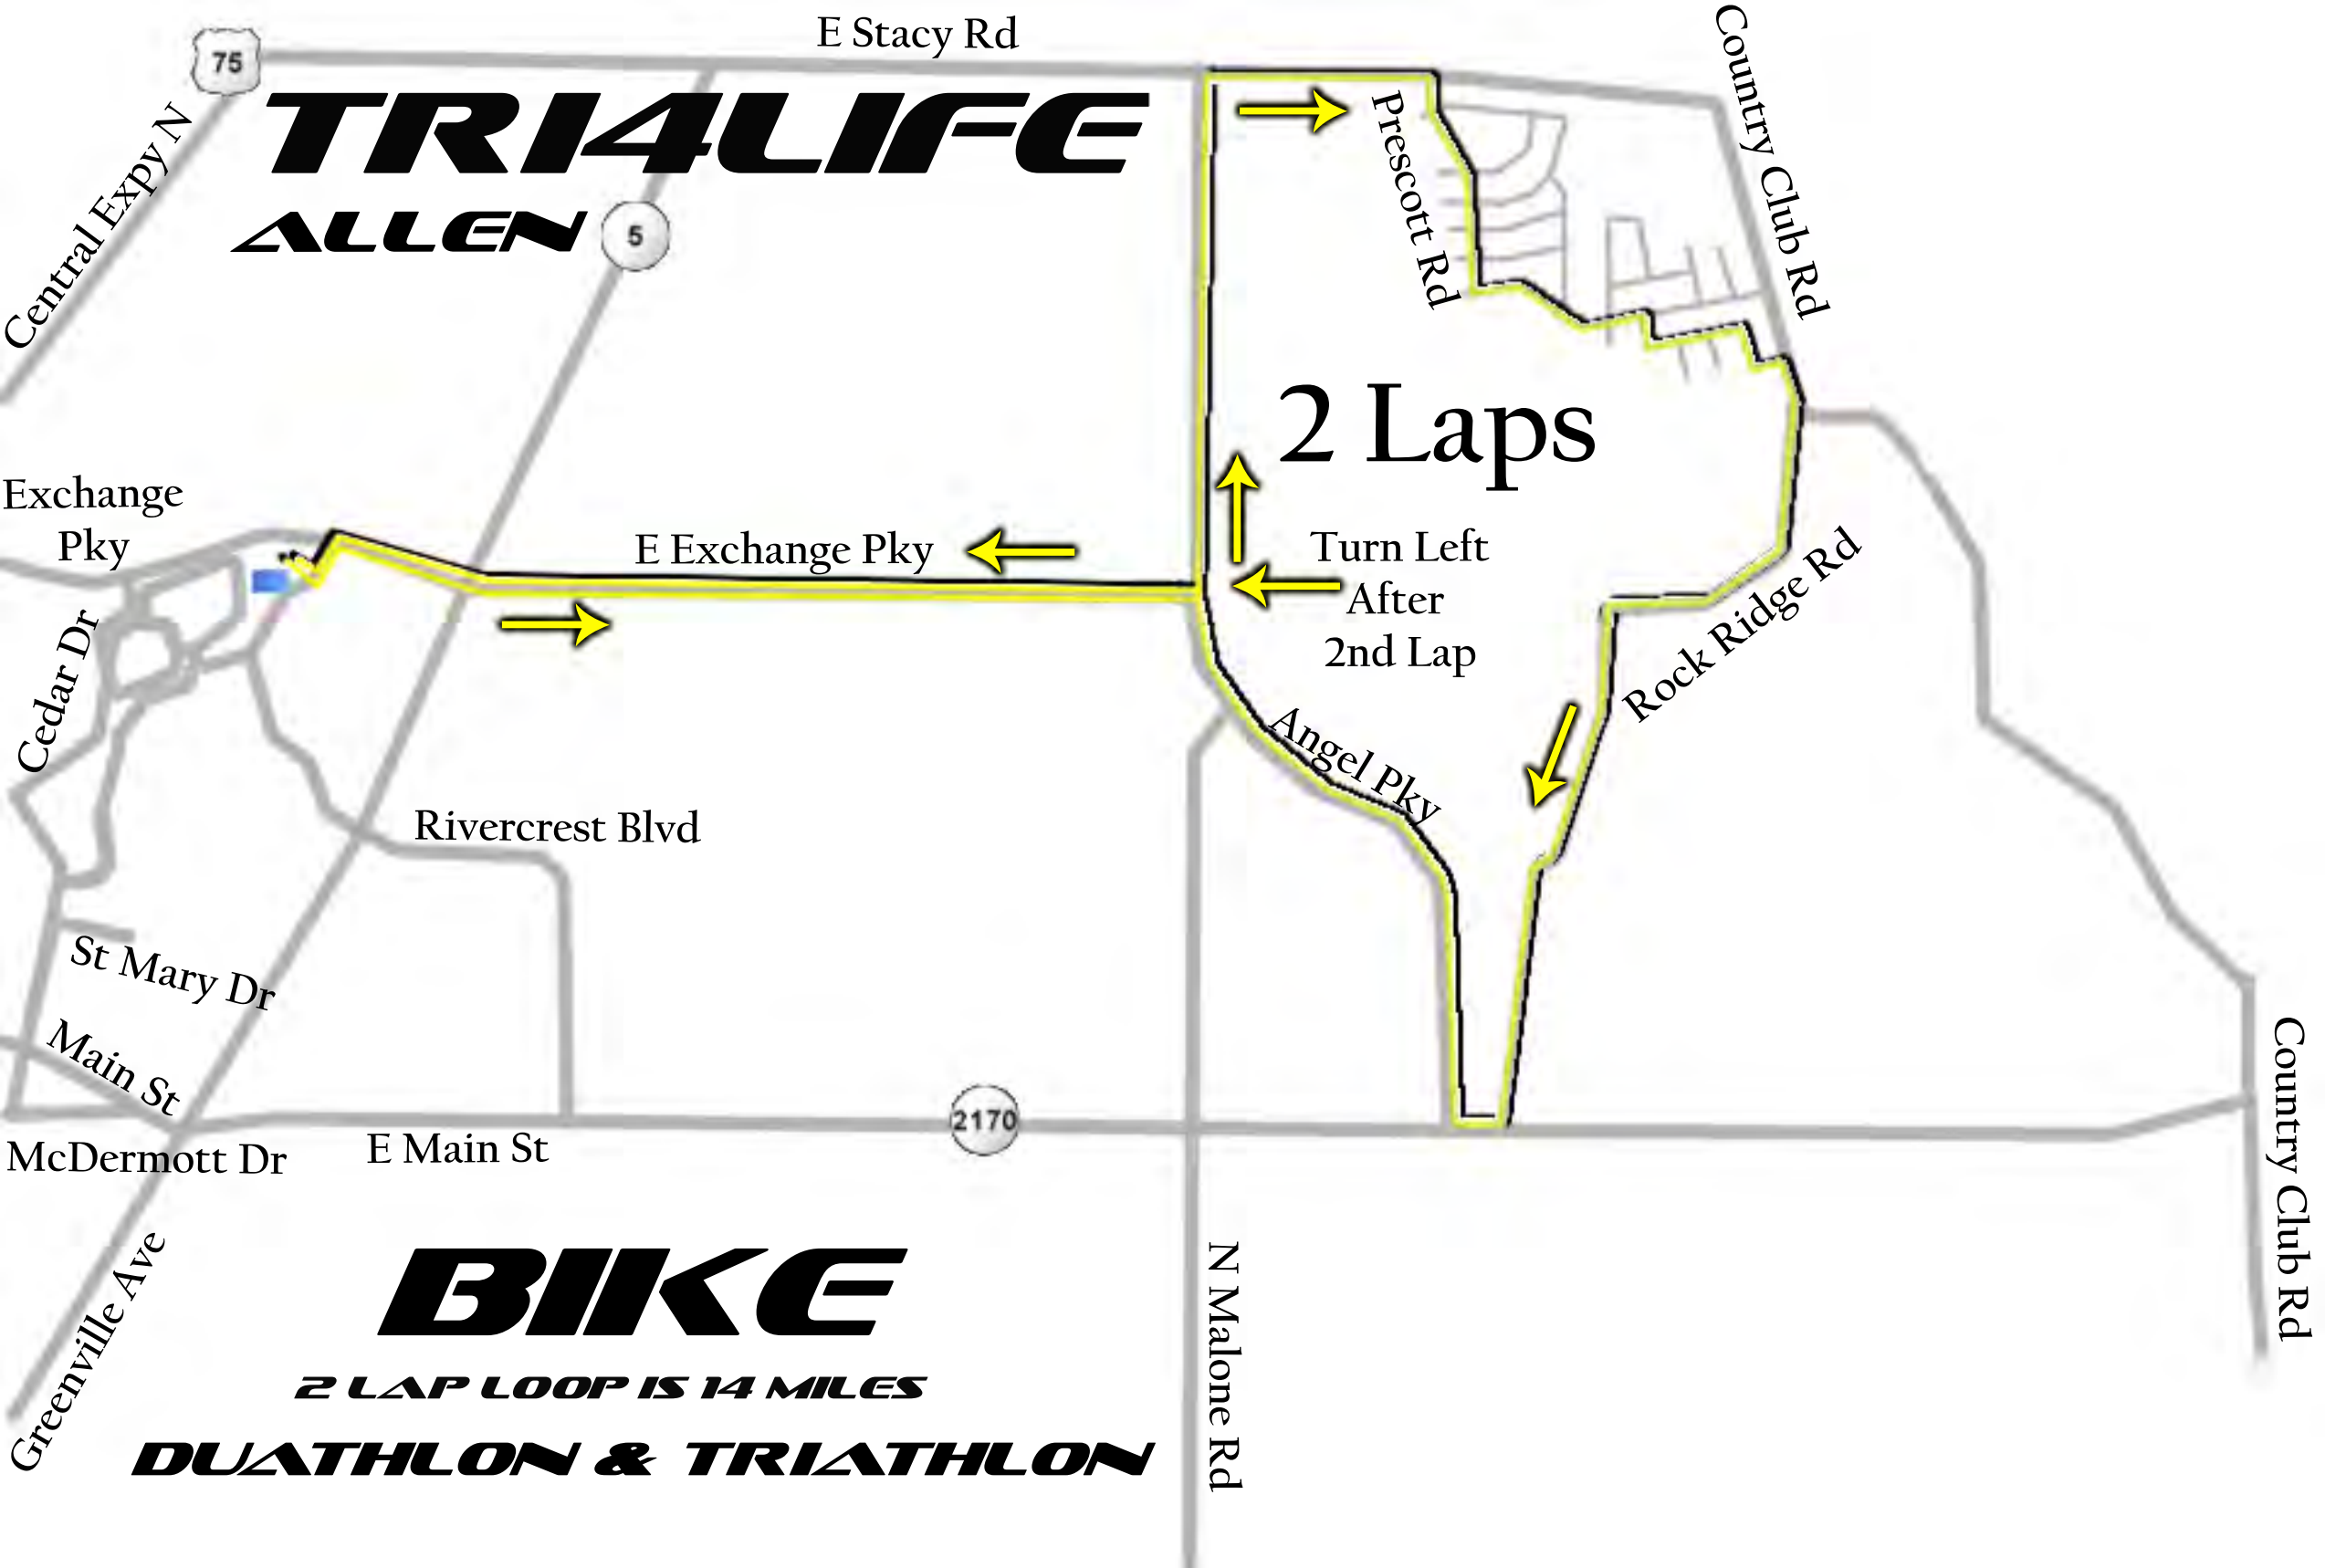 E Stacy Rd
75
TRI4LIFE
ALLEN
5
Central Expy N
Prescott Rd
Country Club Rd
2 Laps
Exchange
Pky
E Exchange Pky
Turn Left
After
2nd Lap
Cedar Dr
Rock Ridge Rd
Angel Pky
Rivercrest Blvd
St Mary Dr
Main St
2170
McDermott Dr
E Main St
Country Club Rd
Greenville Ave
N Malone Rd
BIKE
2 LAP LOOP IS 14 MILES
DUATHLON & TRIATHLON